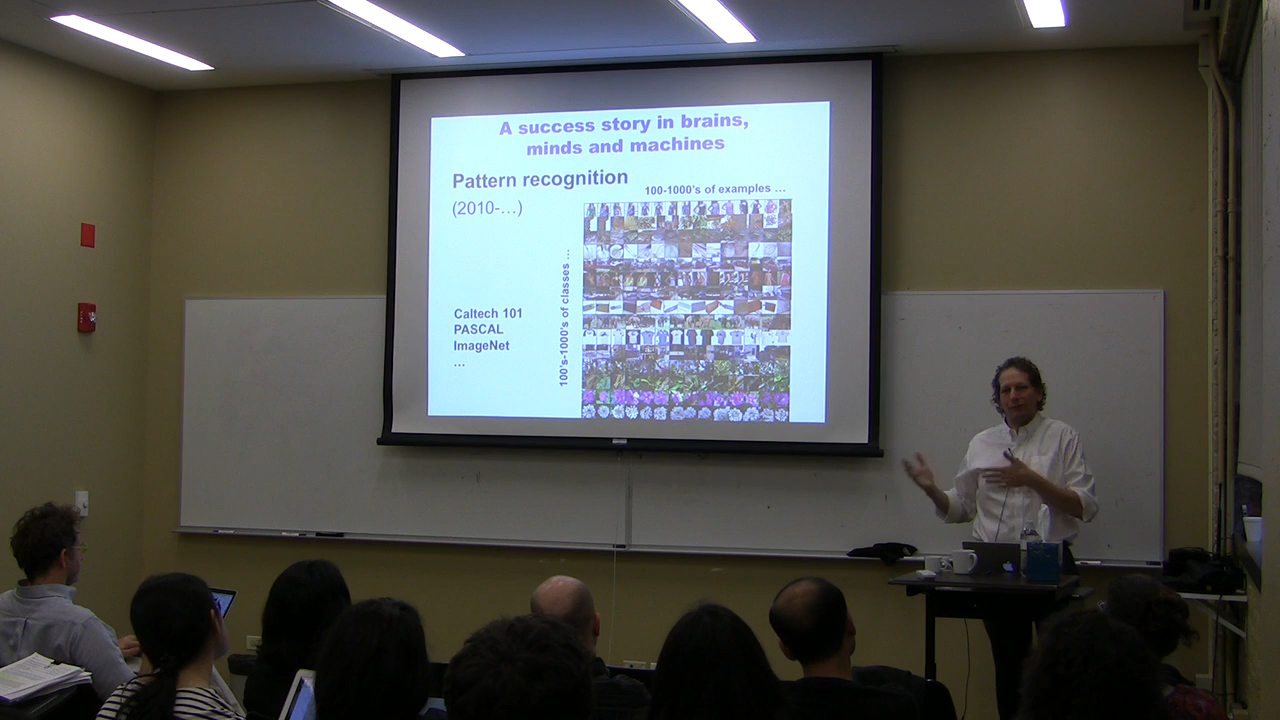 A success story in brains,
minds and machines
Pattern recognition
100-1000's of examples ...
(2010-...)
100's-1000's of classes ...
Caltech 101
PASCAL
ImageNet
...